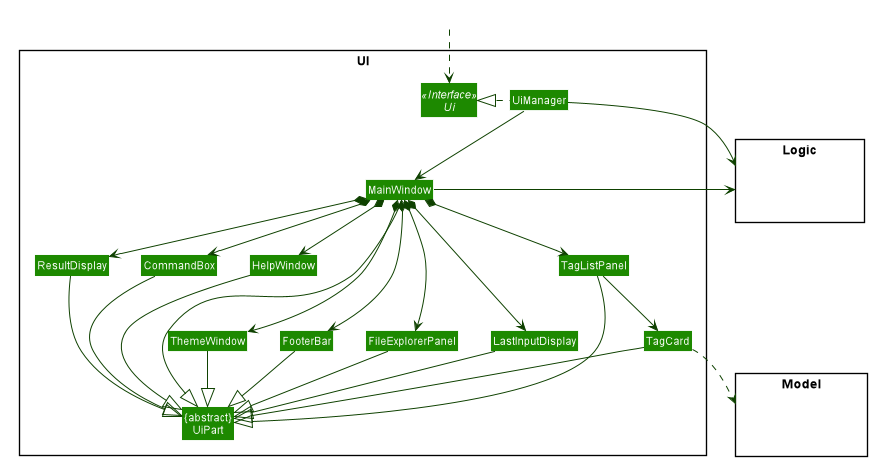 UI
«Interface»
Ui
UiManager
Logic
MainWindow
ResultDisplay
CommandBox
HelpWindow
TagListPanel
ThemeWindow
FooterBar
FileExplorerPanel
LastInputDisplay
TagCard
Model
{abstract}
UiPart